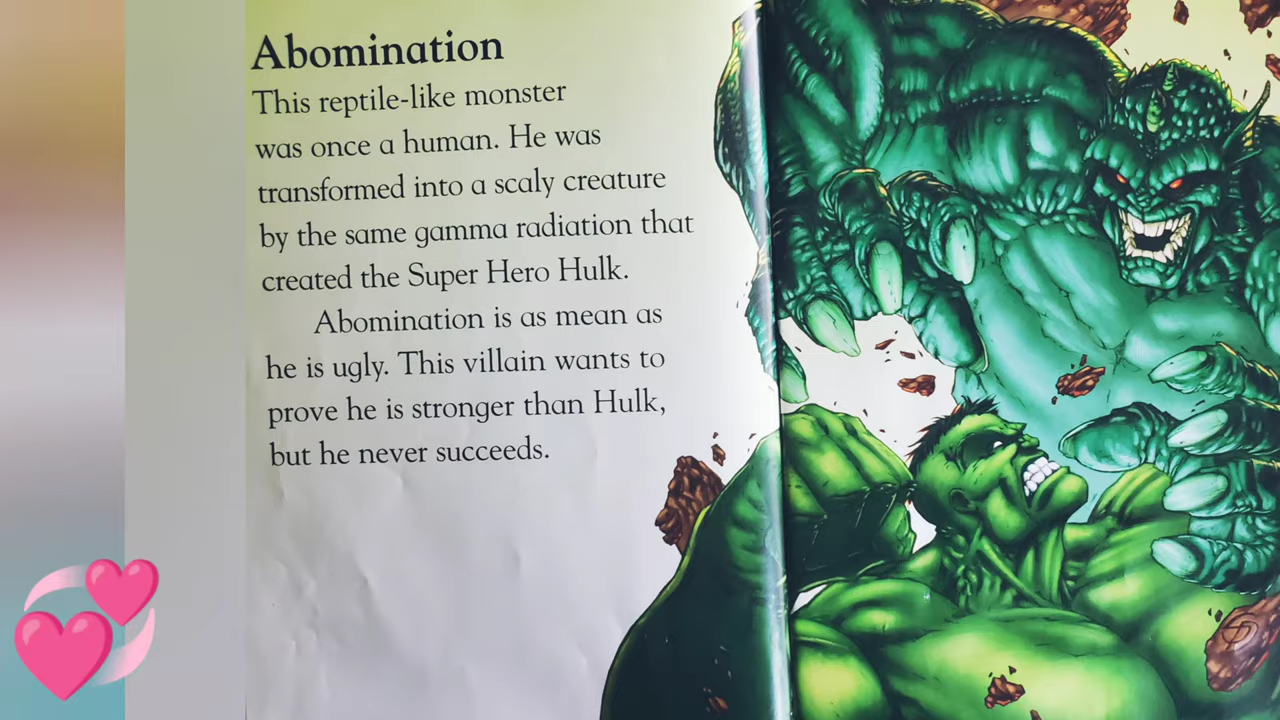 Abomination
This reptile-like monster
was once a human. He was
transformed into a scaly creature
by the same gamma radiation that
created the Super Hero Hulk.
Abomination is as mean as
he is ugly. This villain wants to
prove he is stronger than Hulk,
but he never succeeds.